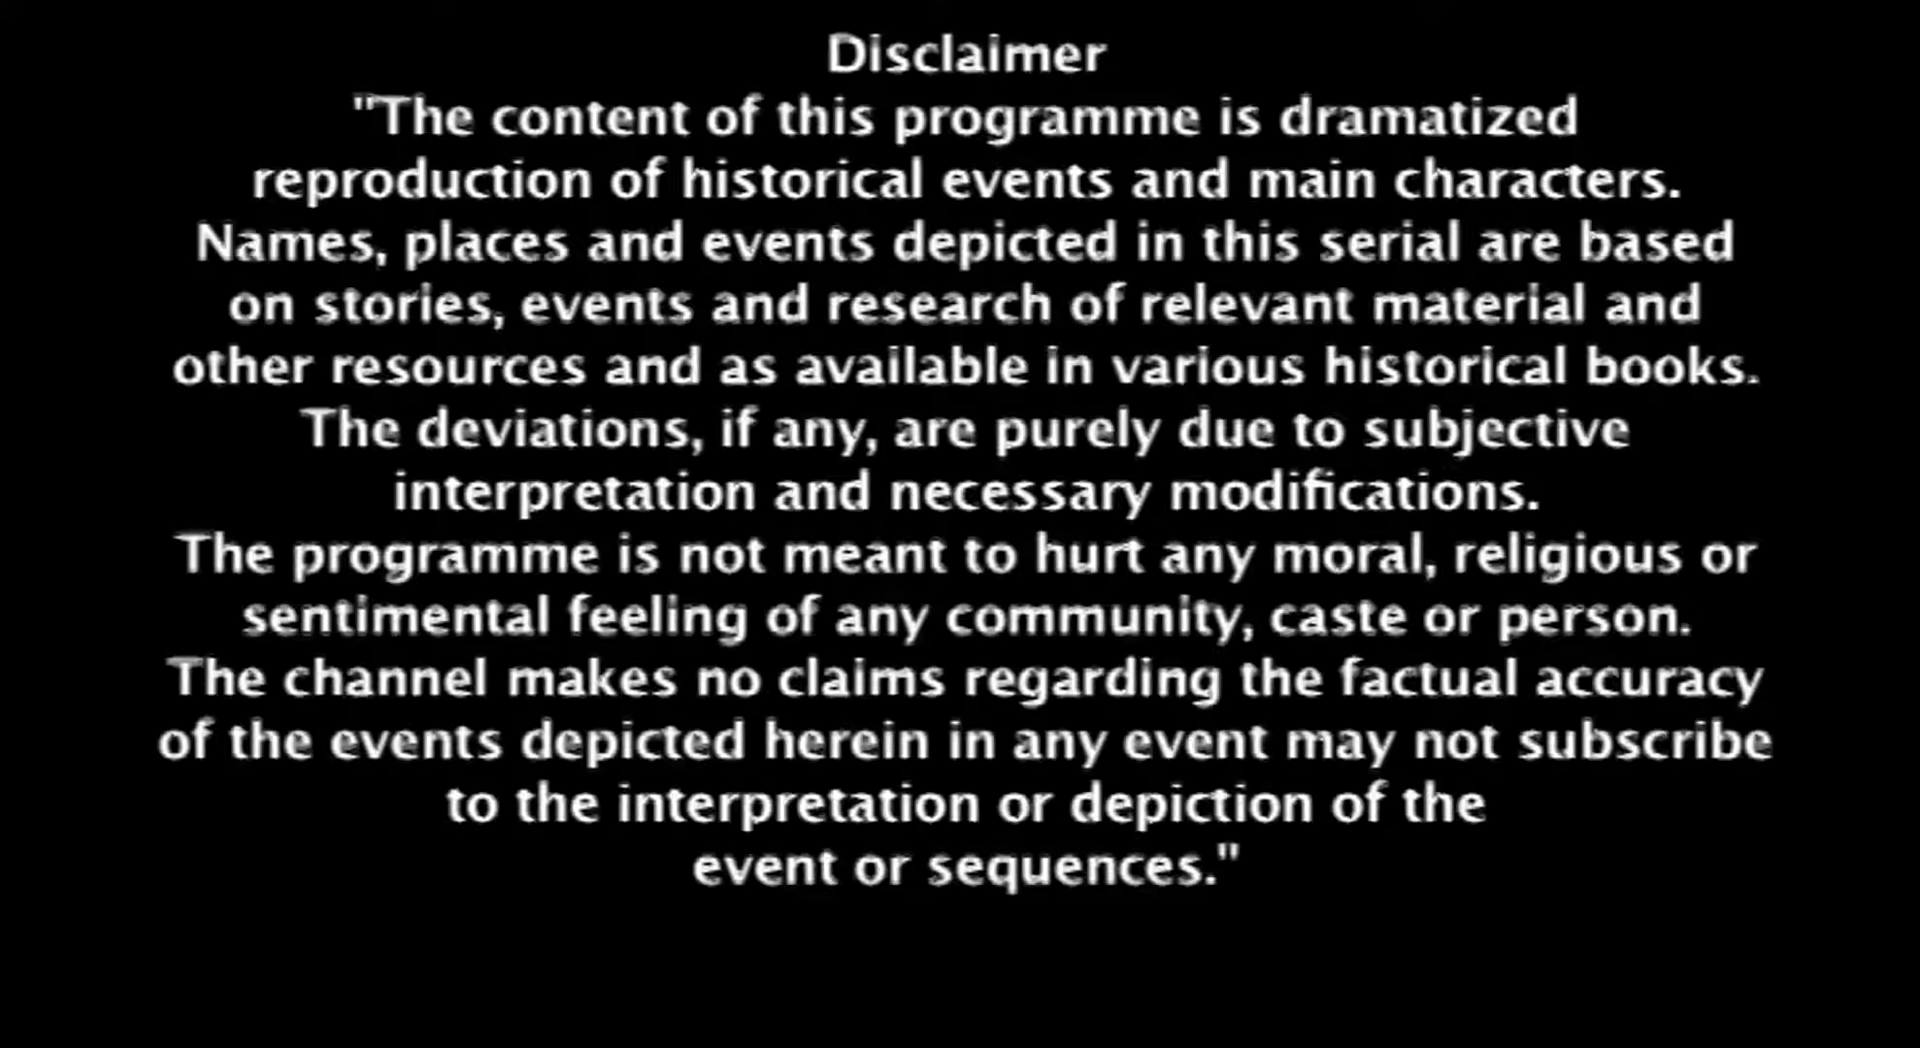 Disclaimer
"The content of this programme is dramatized
reproduction of historical events and main characters.
Names, places and events depicted in this serial are based
on stories, events and research of relevant material and
other resources and as available in various historical books.
The deviations, if any, are purely due to subjective
interpretation and necessary modifications.
The programme is not meant to hurt any moral, religious or
sentimental feeling of any community, caste or person.
The channel makes no claims regarding the factual accuracy
of the events depicted herein in any event may not subscribe
to the interpretation or depiction of the
event or sequences."